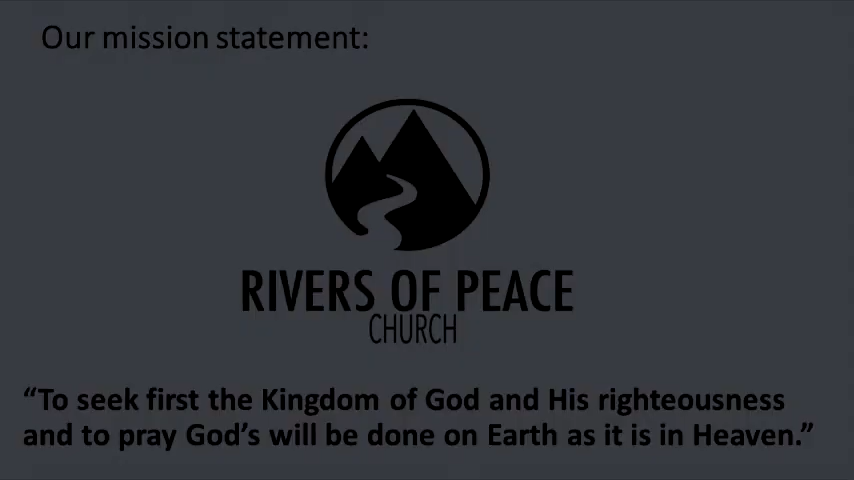 Our mission statement:
RIVERS OF PEACE
CHURCH
“To seek first the Kingdom of God and His righteousness
and to pray God’s will be done on Earth as it is in Heaven.”